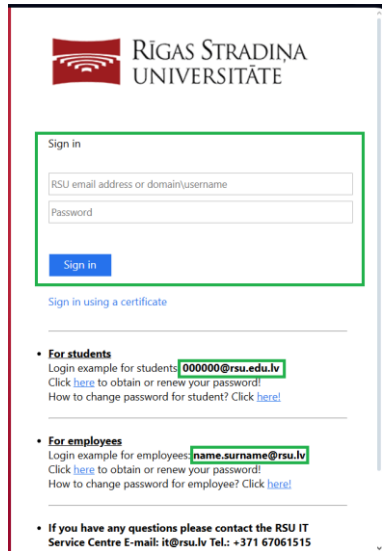 RĪGAS STRADIŅA
UNIVERSITĀTE
Sign in
RSU email address or domain\username
Password
Sign in
Sign in using a certificate
• For students
Login example for students: 000000@rsu.edu.lv
Click here to obtain or renew your password!
How to change password for student? Click here!
• For employees
Login example for employees: name.surname@rsu.lv
Click here to obtain or renew your password!
How to change password for employee? Click here!
• If you have any questions please contact the RSU IT
Service Centre E-mail: it@rsu.lv Tel.: +371 67061515